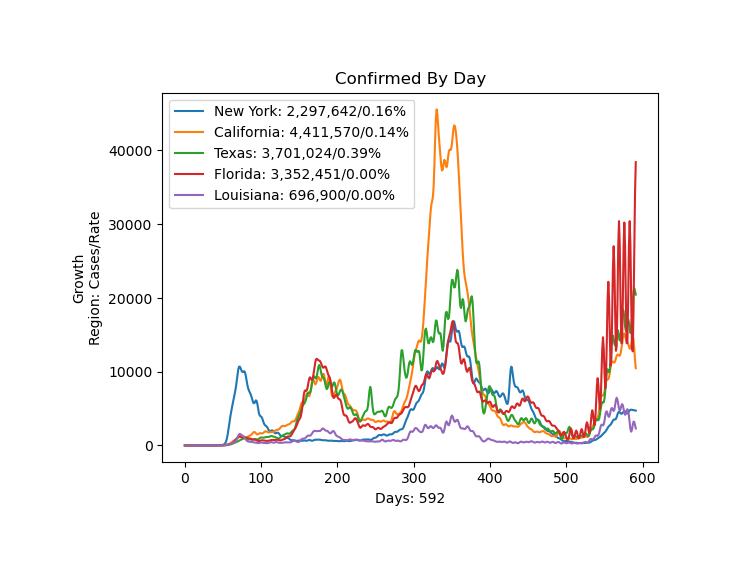 Confirmed By Day
New York: 2,297,642/0.16%
California: 4,411,570/0.14%
Texas: 3,701,024/0.39%
Florida: 3,352,451/0.00%
Louisiana: 696,900/0.00%
Growth
Region: Cases/Rate
40000
30000
20000
10000
0
0 100 200 300 400 500 600
Days: 592